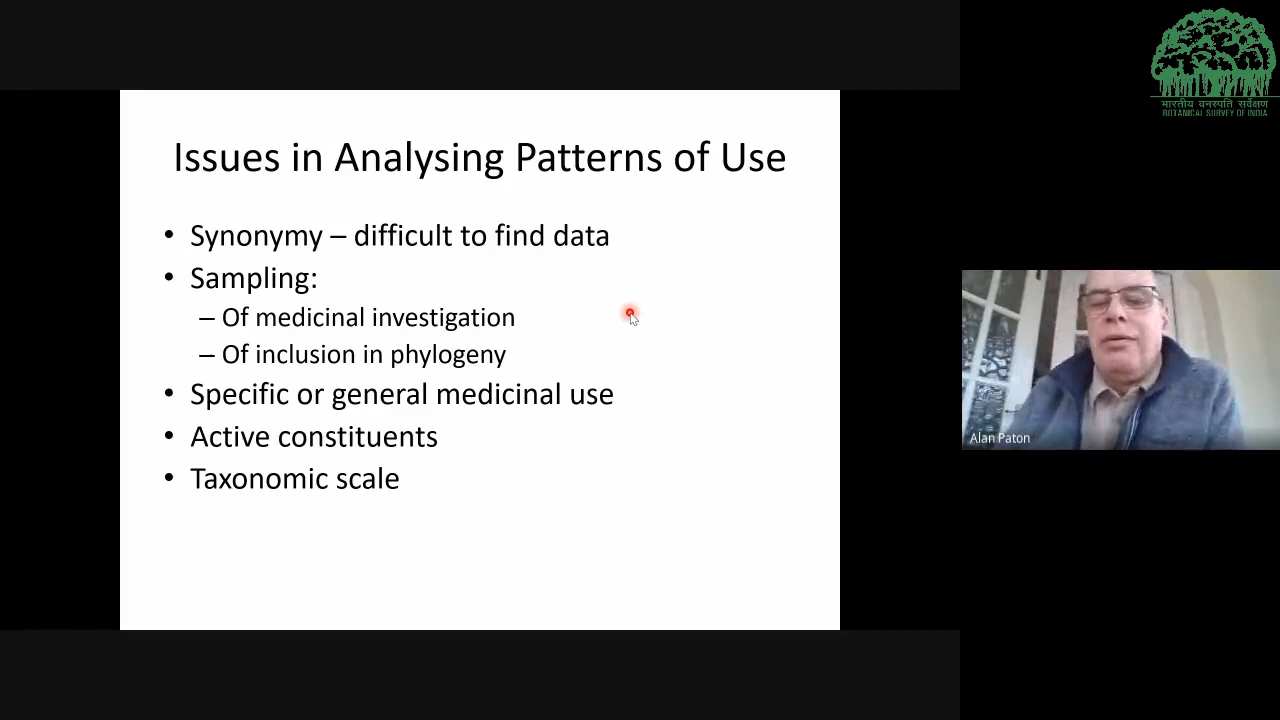 Issues in Analysing Patterns of Use
• Synonymy – difficult to find data
• Sampling:
– Of medicinal investigation
– Of inclusion in phylogeny
• Specific or general medicinal use
• Active constituents
• Taxonomic scale
भारतीय वनस्पति सर्वेक्षण
BOTANICAL SURVEY OF INDIA
Alan Paton